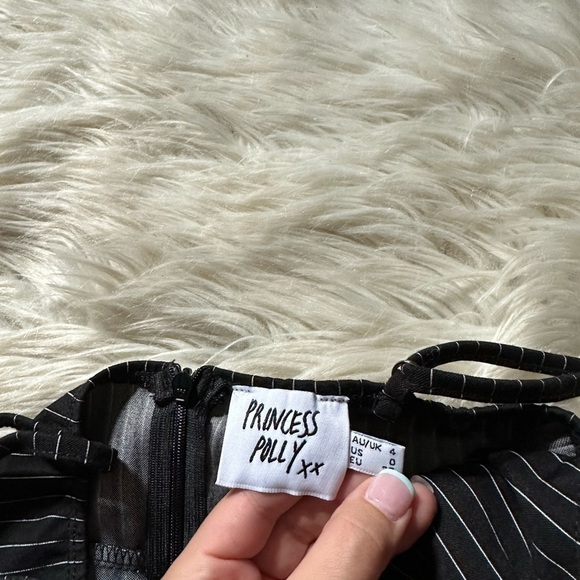 PRINCESS
POLLY xx
AU/UK 4
US 0
EU